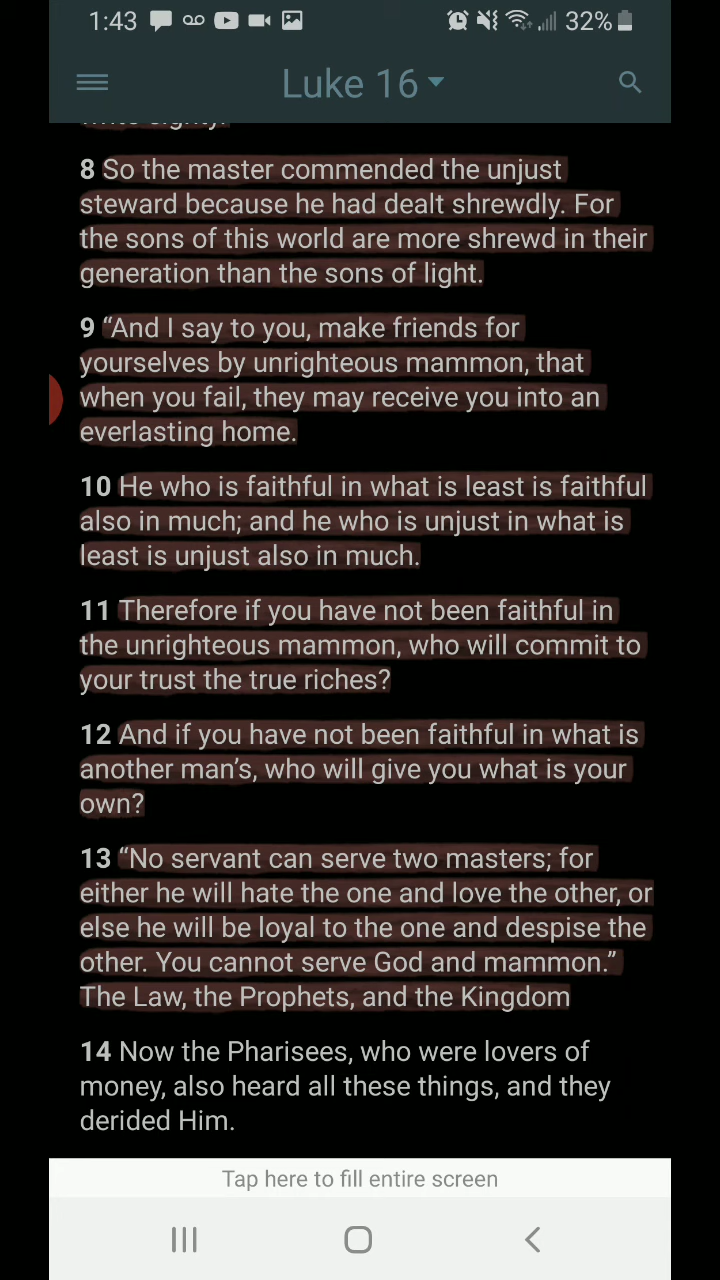 1:43 32%
Luke 16
8 So the master commended the unjust
steward because he had dealt shrewdly. For
the sons of this world are more shrewd in their
generation than the sons of light.
9 “And I say to you, make friends for
yourselves by unrighteous mammon, that
when you fail, they may receive you into an
everlasting home.
10 He who is faithful in what is least is faithful
also in much; and he who is unjust in what is
least is unjust also in much.
11 Therefore if you have not been faithful in
the unrighteous mammon, who will commit to
your trust the true riches?
12 And if you have not been faithful in what is
another man’s, who will give you what is your
own?
13 “No servant can serve two masters; for
either he will hate the one and love the other, or
else he will be loyal to the one and despise the
other. You cannot serve God and mammon.”
The Law, the Prophets, and the Kingdom
14 Now the Pharisees, who were lovers of
money, also heard all these things, and they
derided Him.
Tap here to fill entire screen